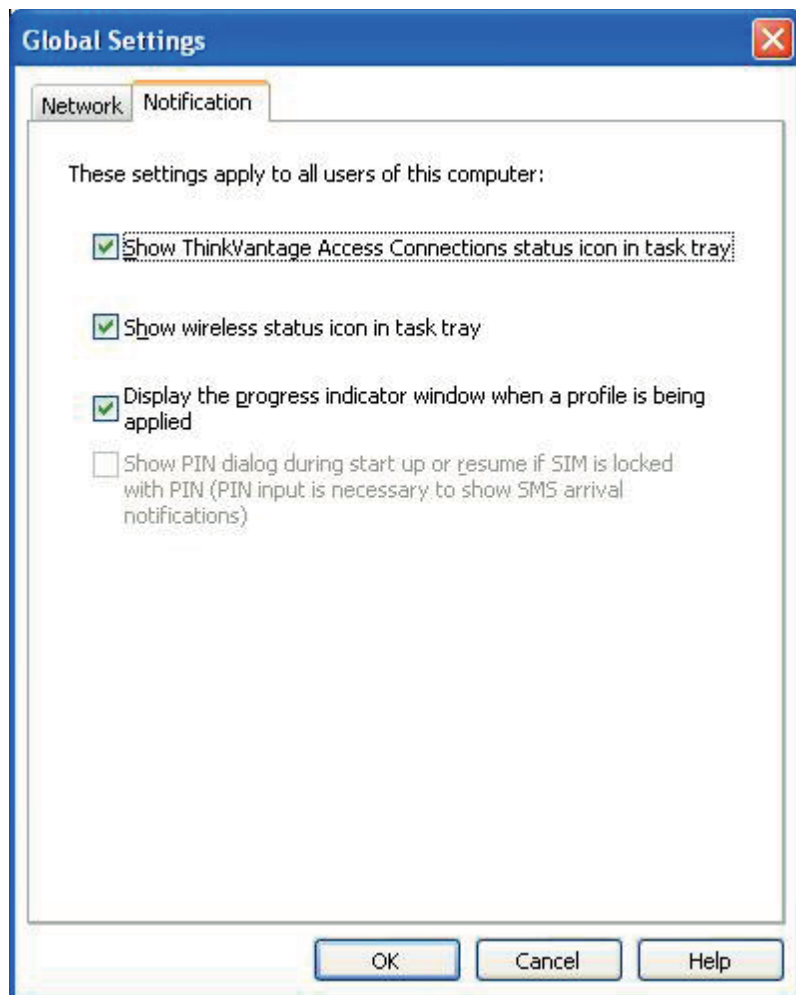 Global Settings
Network
Notification
These settings apply to all users of this computer:
Show ThinkVantage Access Connections status icon in task tray
Show wireless status icon in task tray
Display the progress indicator window when a profile is being
applied
Show PIN dialog during start up or resume if SIM is locked
with PIN (PIN input is necessary to show SMS arrival
notifications)
OK
Cancel
Help